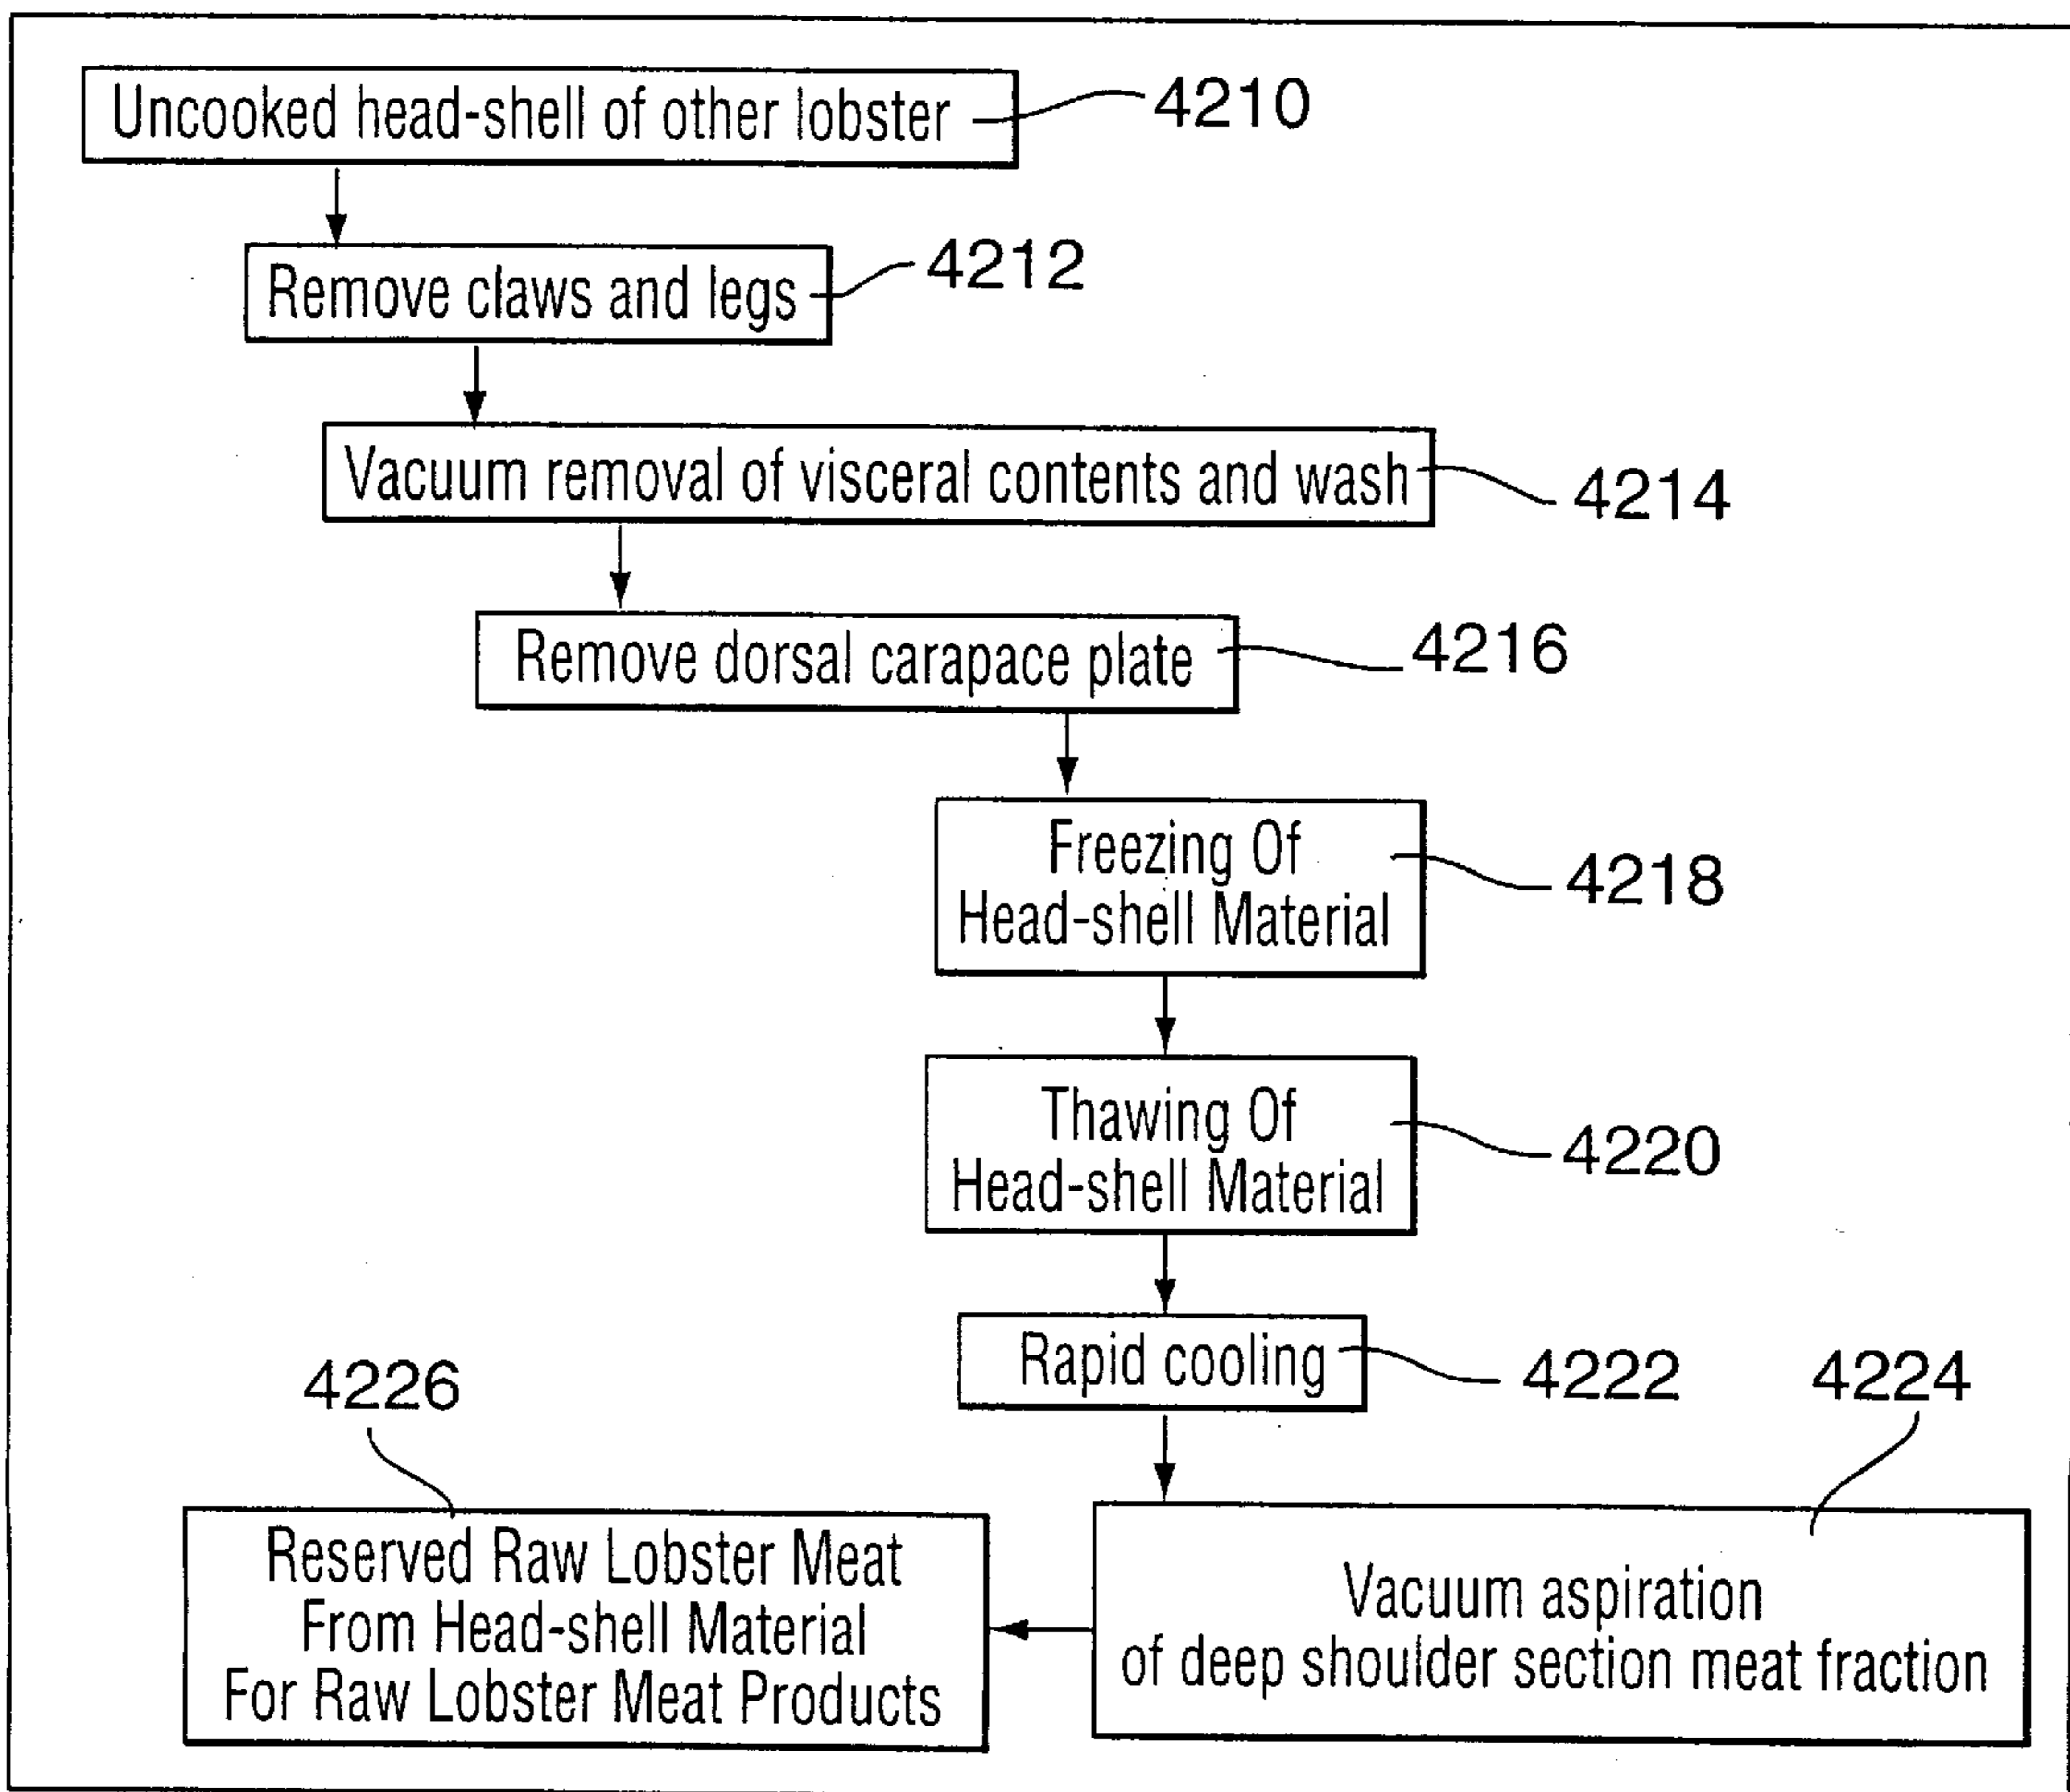 Uncooked head-shell of other lobster
4210
Remove claws and legs
4212
Vacuum removal of visceral contents and wash
4214
Remove dorsal carapace plate
4216
Freezing Of
Head-shell Material
4218
Thawing Of
Head-shell Material
4220
Rapid cooling
4222
4224
4226
Reserved Raw Lobster Meat
From Head-shell Material
For Raw Lobster Meat Products
Vacuum aspiration
of deep shoulder section meat fraction